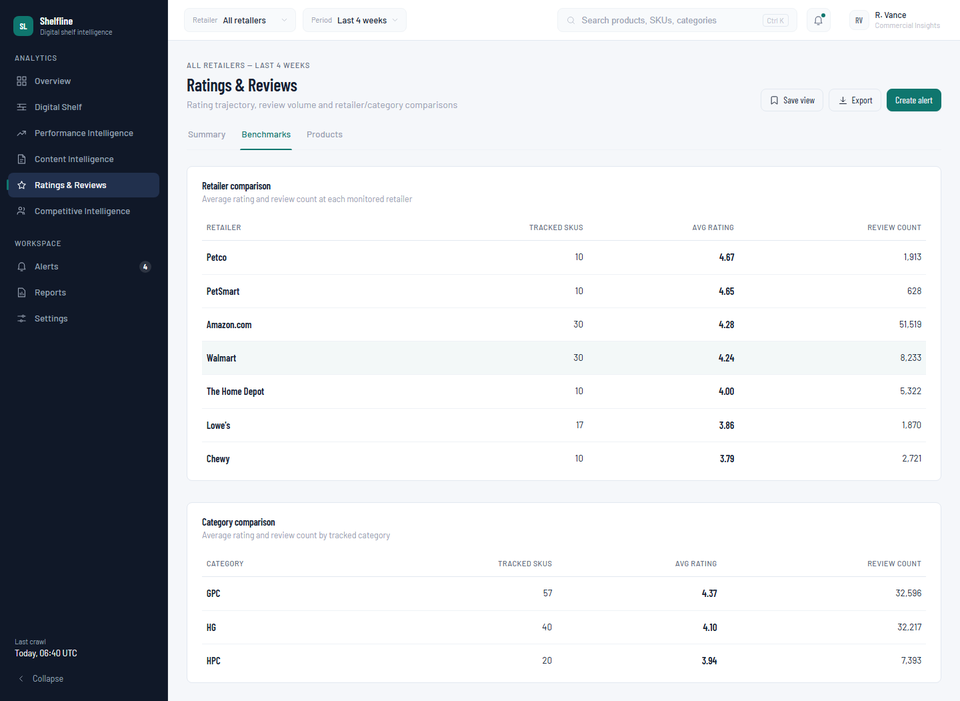 SL
Shelfline
Digital shelf intelligence
ANALYTICS
Overview
Digital Shelf
Performance Intelligence
Content Intelligence
Ratings & Reviews
Competitive Intelligence
WORKSPACE
Alerts 4
Reports
Settings
Last crawl
Today, 06:40 UTC
Collapse
Retailer All retailers
Period Last 4 weeks
Search products, SKUs, categories Ctrl K
RV
R. Vance
Commercial Insights
ALL RETAILERS — LAST 4 WEEKS
Ratings & Reviews
Rating trajectory, review volume and retailer/category comparisons
Save view Export Create alert
Summary Benchmarks Products
Retailer comparison
Average rating and review count at each monitored retailer
RETAILER TRACKED SKUS AVG RATING REVIEW COUNT
Petco 10 4.67 1,913
PetSmart 10 4.65 628
Amazon.com 30 4.28 51,519
Walmart 30 4.24 8,233
The Home Depot 10 4.00 5,322
Lowe's 17 3.86 1,870
Chewy 10 3.79 2,721
Category comparison
Average rating and review count by tracked category
CATEGORY TRACKED SKUS AVG RATING REVIEW COUNT
GPC 57 4.37 32,596
HG 40 4.10 32,217
HPC 20 3.94 7,393